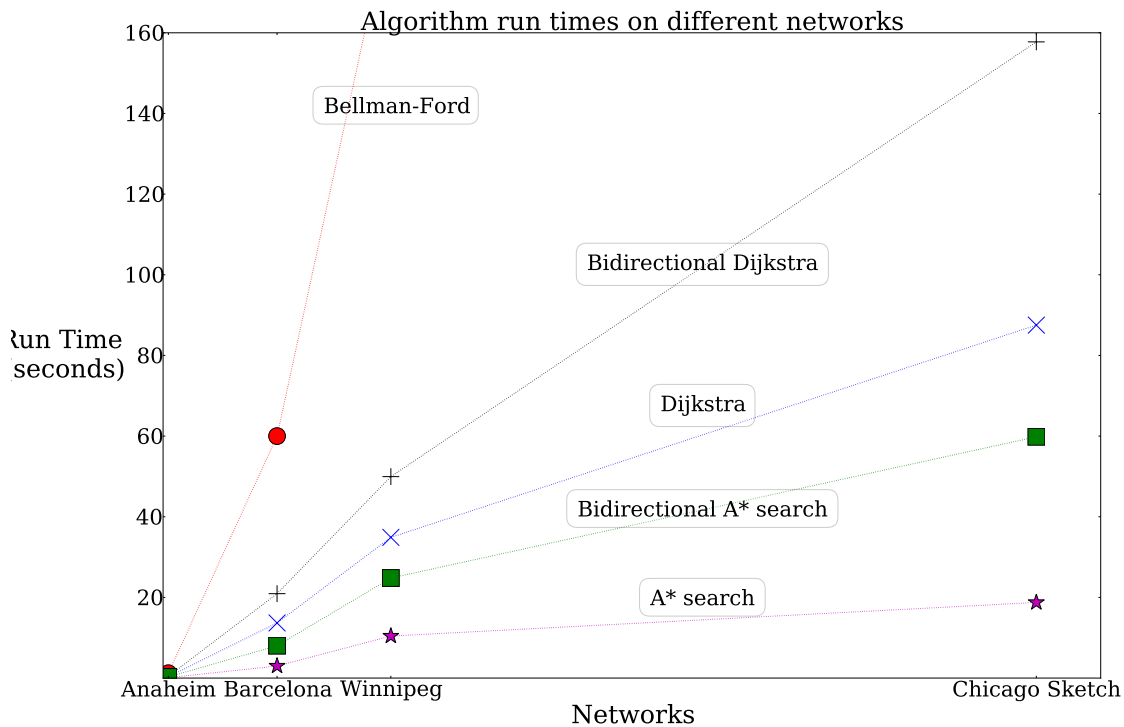 Algorithm run times on different networks
160
Bellman-Ford
140
120
Bidirectional Dijkstra
100
Run Time
(seconds)
80
Dijkstra
60
Bidirectional A* search
40
A* search
20
Anaheim Barcelona Winnipeg Chicago Sketch
Networks